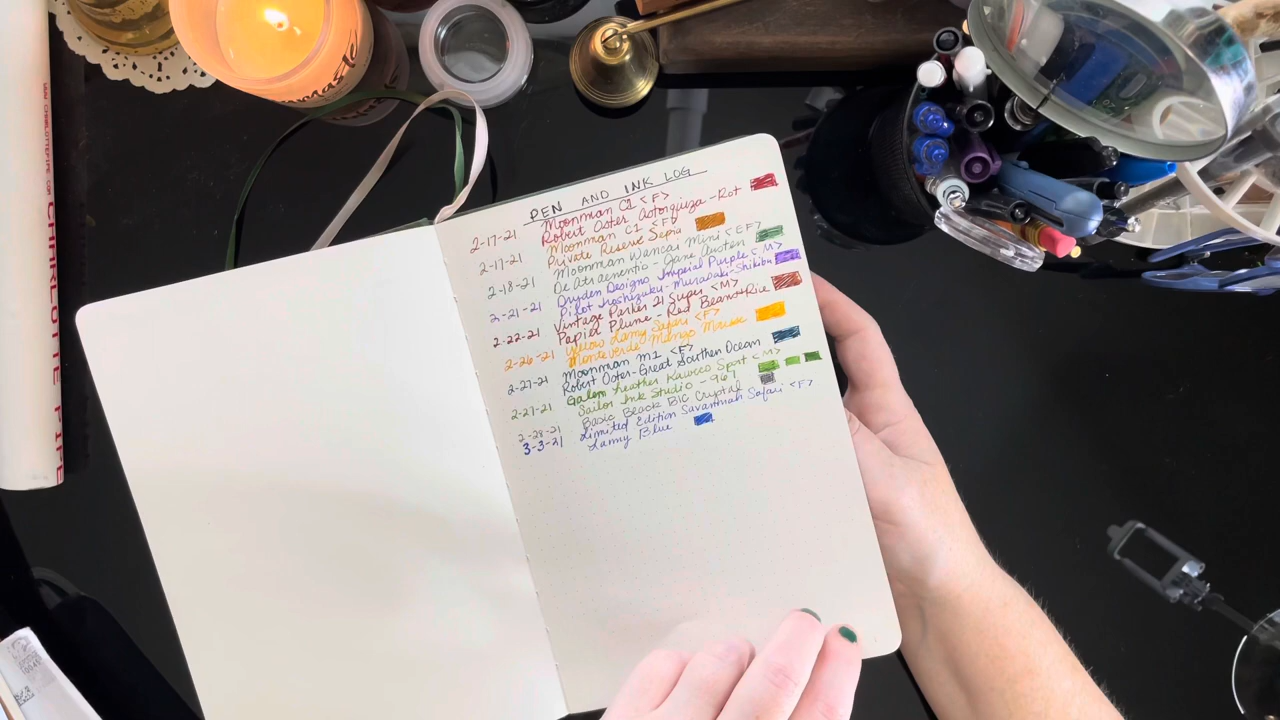 PEN AND INK LOG
2-17-21 Moonman C1 <F>
Robert Oster Astorquiza-Rot
2-17-21 Moonman C1 <F>
Private Reserve Sepia
2-18-21 Moonman Wancai Mini <EF>
De Atramentis - Jane Austen
2-21-21 Dryden Designs Imperial Purple <M>
Pilot Iroshizuku-Murasaki-Shikibu
2-22-21 Vintage Parker 21 Super <M>
Papier Plume - Red Beans+Rice
2-26-21 Yellow Lamy Safari <F>
Monteverde Mango Mousse
2-27-21 Moonman M1 <F>
Robert Oster-Great Southern Ocean
2-27-21 Galen Leather Kaweco Sport <M>
Sailor Ink Studio - 961
2-28-21 Basic Black Bic Crystal
3-3-21 Limited Edition Savannah Safari <F>
Lamy Blue
WWW.CHARLOTTEPIPE.COM
CHARLOTTE PIPE